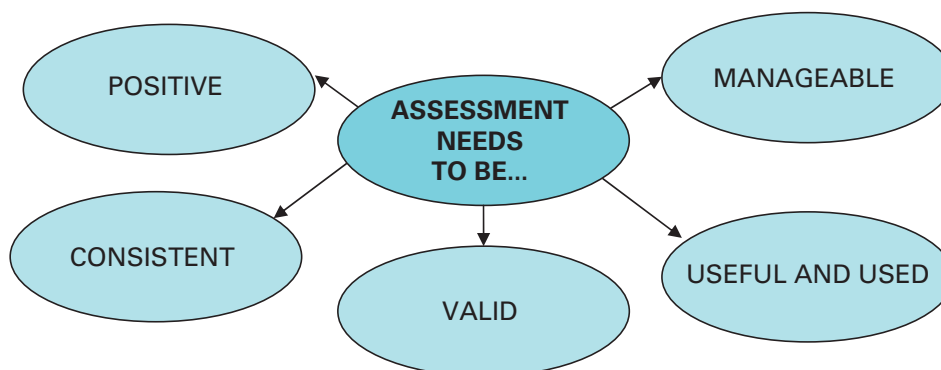 POSITIVE
MANAGEABLE
ASSESSMENT
NEEDS
TO BE...
CONSISTENT
USEFUL AND USED
VALID